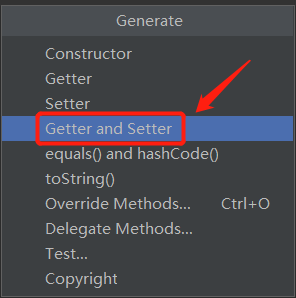 Generate
Constructor
Getter
Setter
Getter and Setter
equals() and hashCode()
toString()
Override Methods... Ctrl+O
Delegate Methods...
Test...
Copyright